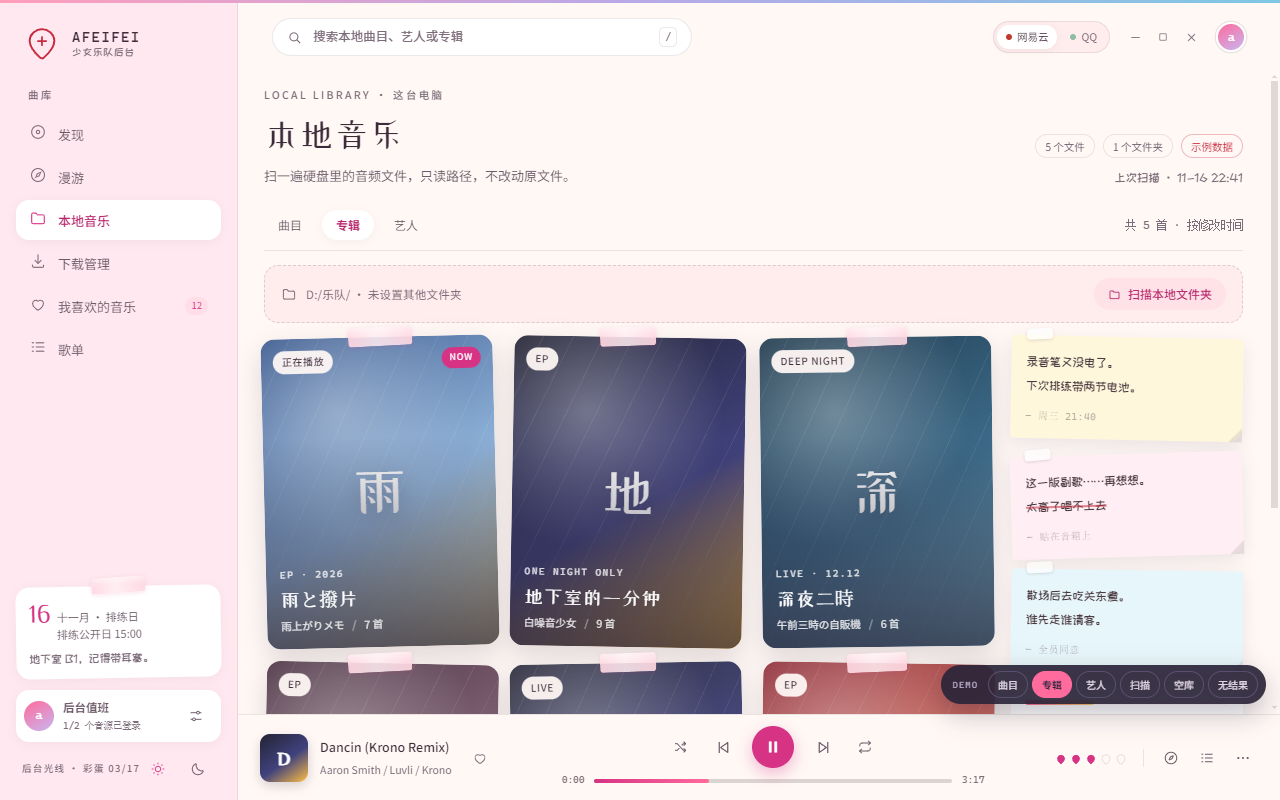 AFEIFEI
少女乐队后台
曲库
发现
漫游
本地音乐
下载管理
我喜欢的音乐 12
歌单
16 十一月 · 排练日
排练公开日 15:00
地下室 B1，记得带耳塞。
a 后台值班
1/2 个音源已登录
后台光线 · 彩蛋 03/17
搜索本地曲目、艺人或专辑 /
网易云 QQ
a
LOCAL LIBRARY · 这台电脑
本地音乐
扫一遍硬盘里的音频文件，只读路径，不改动原文件。
5 个文件 1 个文件夹 示例数据
上次扫描 · 11-16 22:41
曲目 专辑 艺人
共 5 首 · 按修改时间
D:/乐队/ · 未设置其他文件夹
扫描本地文件夹
正在播放 NOW
雨
EP · 2026
雨と撥片
雨上がりメモ / 7 首
EP
地
ONE NIGHT ONLY
地下室的一分钟
白噪音少女 / 9 首
DEEP NIGHT
深
LIVE · 12.12
深夜二時
午前三時の自販機 / 6 首
录音笔又没电了。
下次排练带两节电池。
— 周三 21:40
这一版副歌……再想想。
太高了唱不上去
— 贴在音箱上
散场后去吃关东煮。
谁先走谁请客。
— 全员同意
EP
LIVE
EP
DEMO 曲目 专辑 艺人 扫描 空库 无结果
D
Dancin (Krono Remix)
Aaron Smith / Luvli / Krono
0:00 3:17